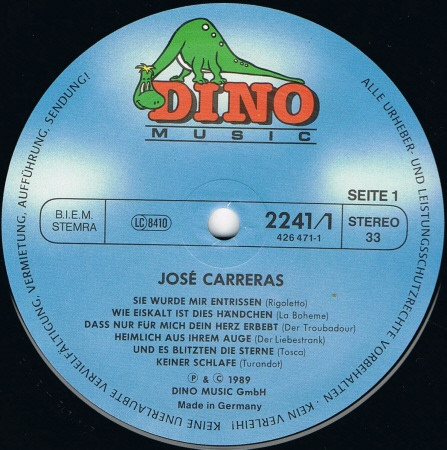 DINO
MUSIC
ALLE URHEBER- UND LEISTUNGSSCHUTZRECHTE VORBEHALTEN · KEIN VERLEIH! KEINE UNERLAUBTE VERVIELFÄLTIGUNG, VERMIETUNG, AUFFÜHRUNG, SENDUNG!
SEITE 1
B.I.E.M.
STEMRA
LC 8410
2241/1
426 471-1
STEREO
33
JOSÉ CARRERAS
SIE WURDE MIR ENTRISSEN (Rigoletto)
WIE EISKALT IST DIES HÄNDCHEN (La Boheme)
DASS NUR FÜR MICH DEIN HERZ ERBEBT (Der Troubadour)
HEIMLICH AUS IHREM AUGE (Der Liebestrank)
UND ES BLITZTEN DIE STERNE (Tosca)
KEINER SCHLAFE (Turandot)
℗ & © 1989
DINO MUSIC GmbH
Made in Germany